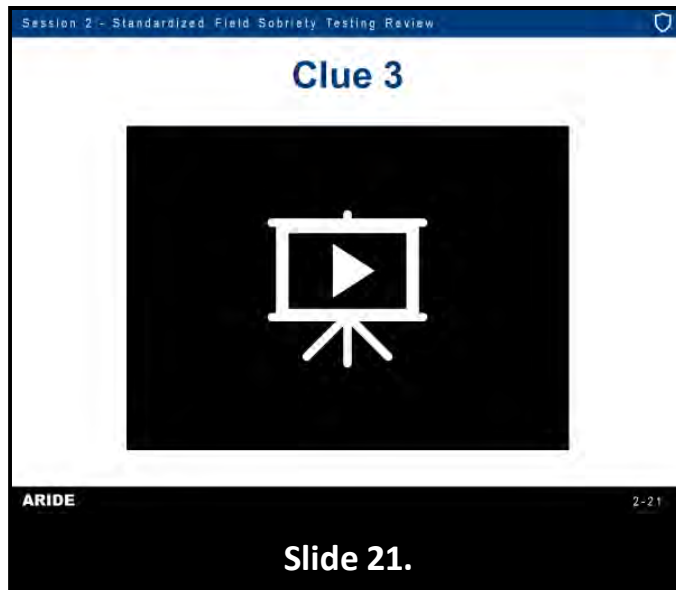 Session 2 - Standardized Field Sobriety Testing Review
Clue 3
ARIDE
2-21
Slide 21.